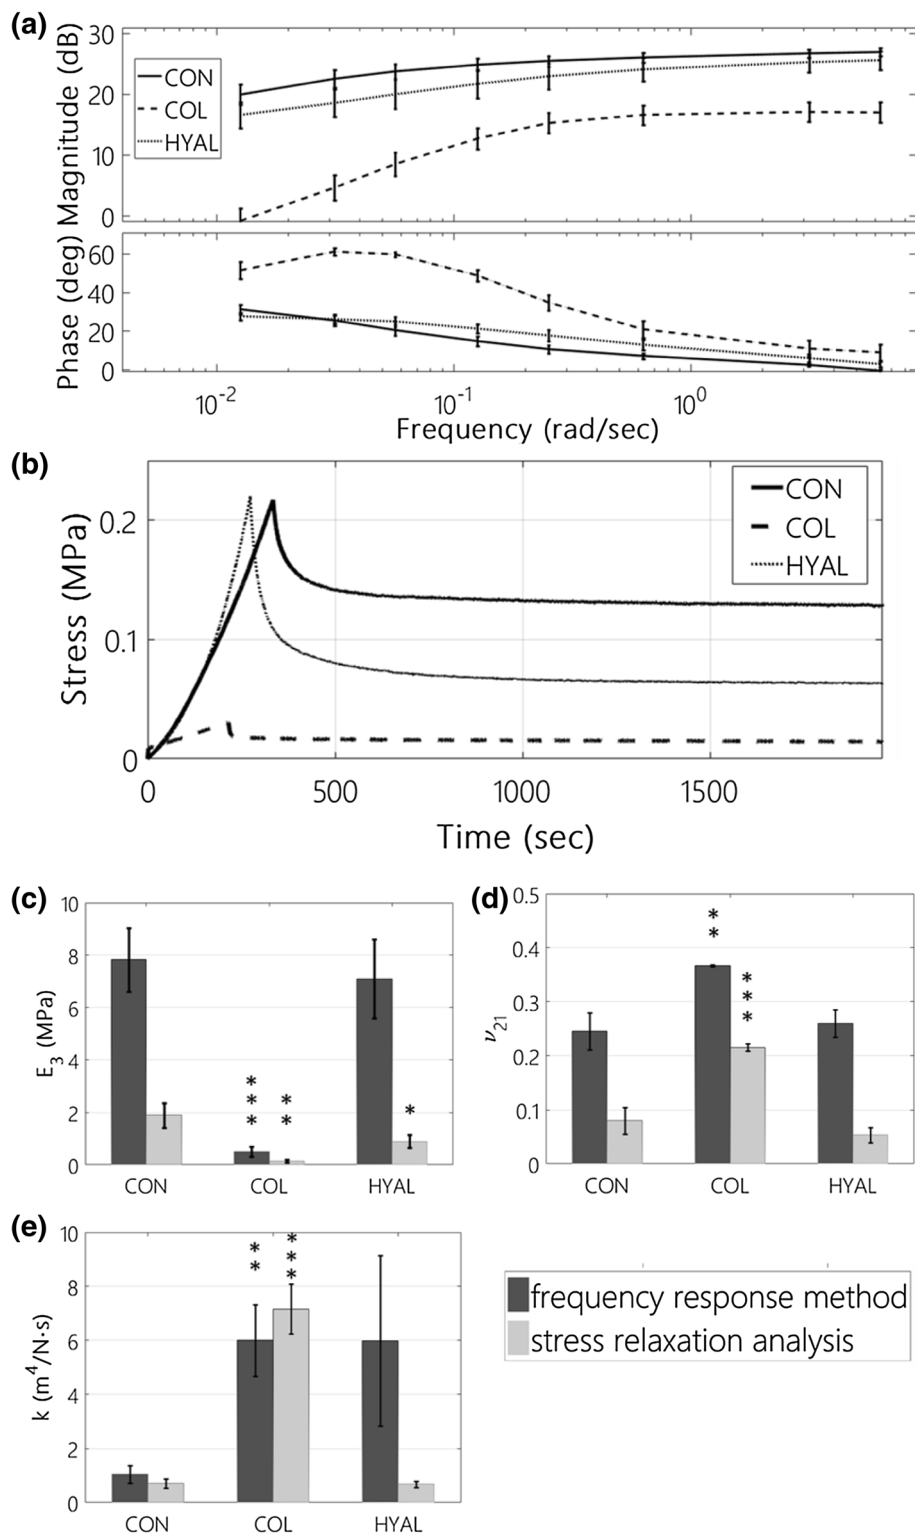 (a)
Magnitude (dB)
30
20
10
0
CON
COL
HYAL
Phase (deg)
60
40
20
0
10-2
10-1
100
Frequency (rad/sec)
(b)
Stress (MPa)
0.2
0.1
0
CON
COL
HYAL
0
500
1000
1500
Time (sec)
(c)
E3 (MPa)
10
8
6
4
2
0
***
**
*
CON
COL
HYAL
(d)
ν21
0.5
0.4
0.3
0.2
0.1
0
**
***
CON
COL
HYAL
(e)
k (m4/N·s)
10
8
6
4
2
0
**
***
CON
COL
HYAL
frequency response method
stress relaxation analysis